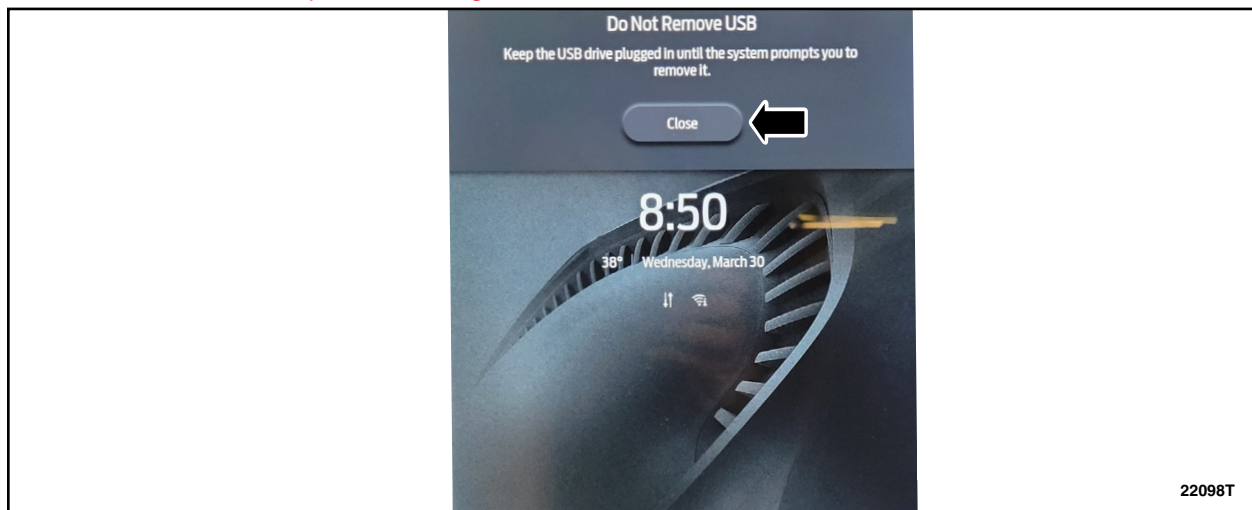 Do Not Remove USB
Keep the USB drive plugged in until the system prompts you to
remove it.
Close
8:50
38° Wednesday, March 30
22098T